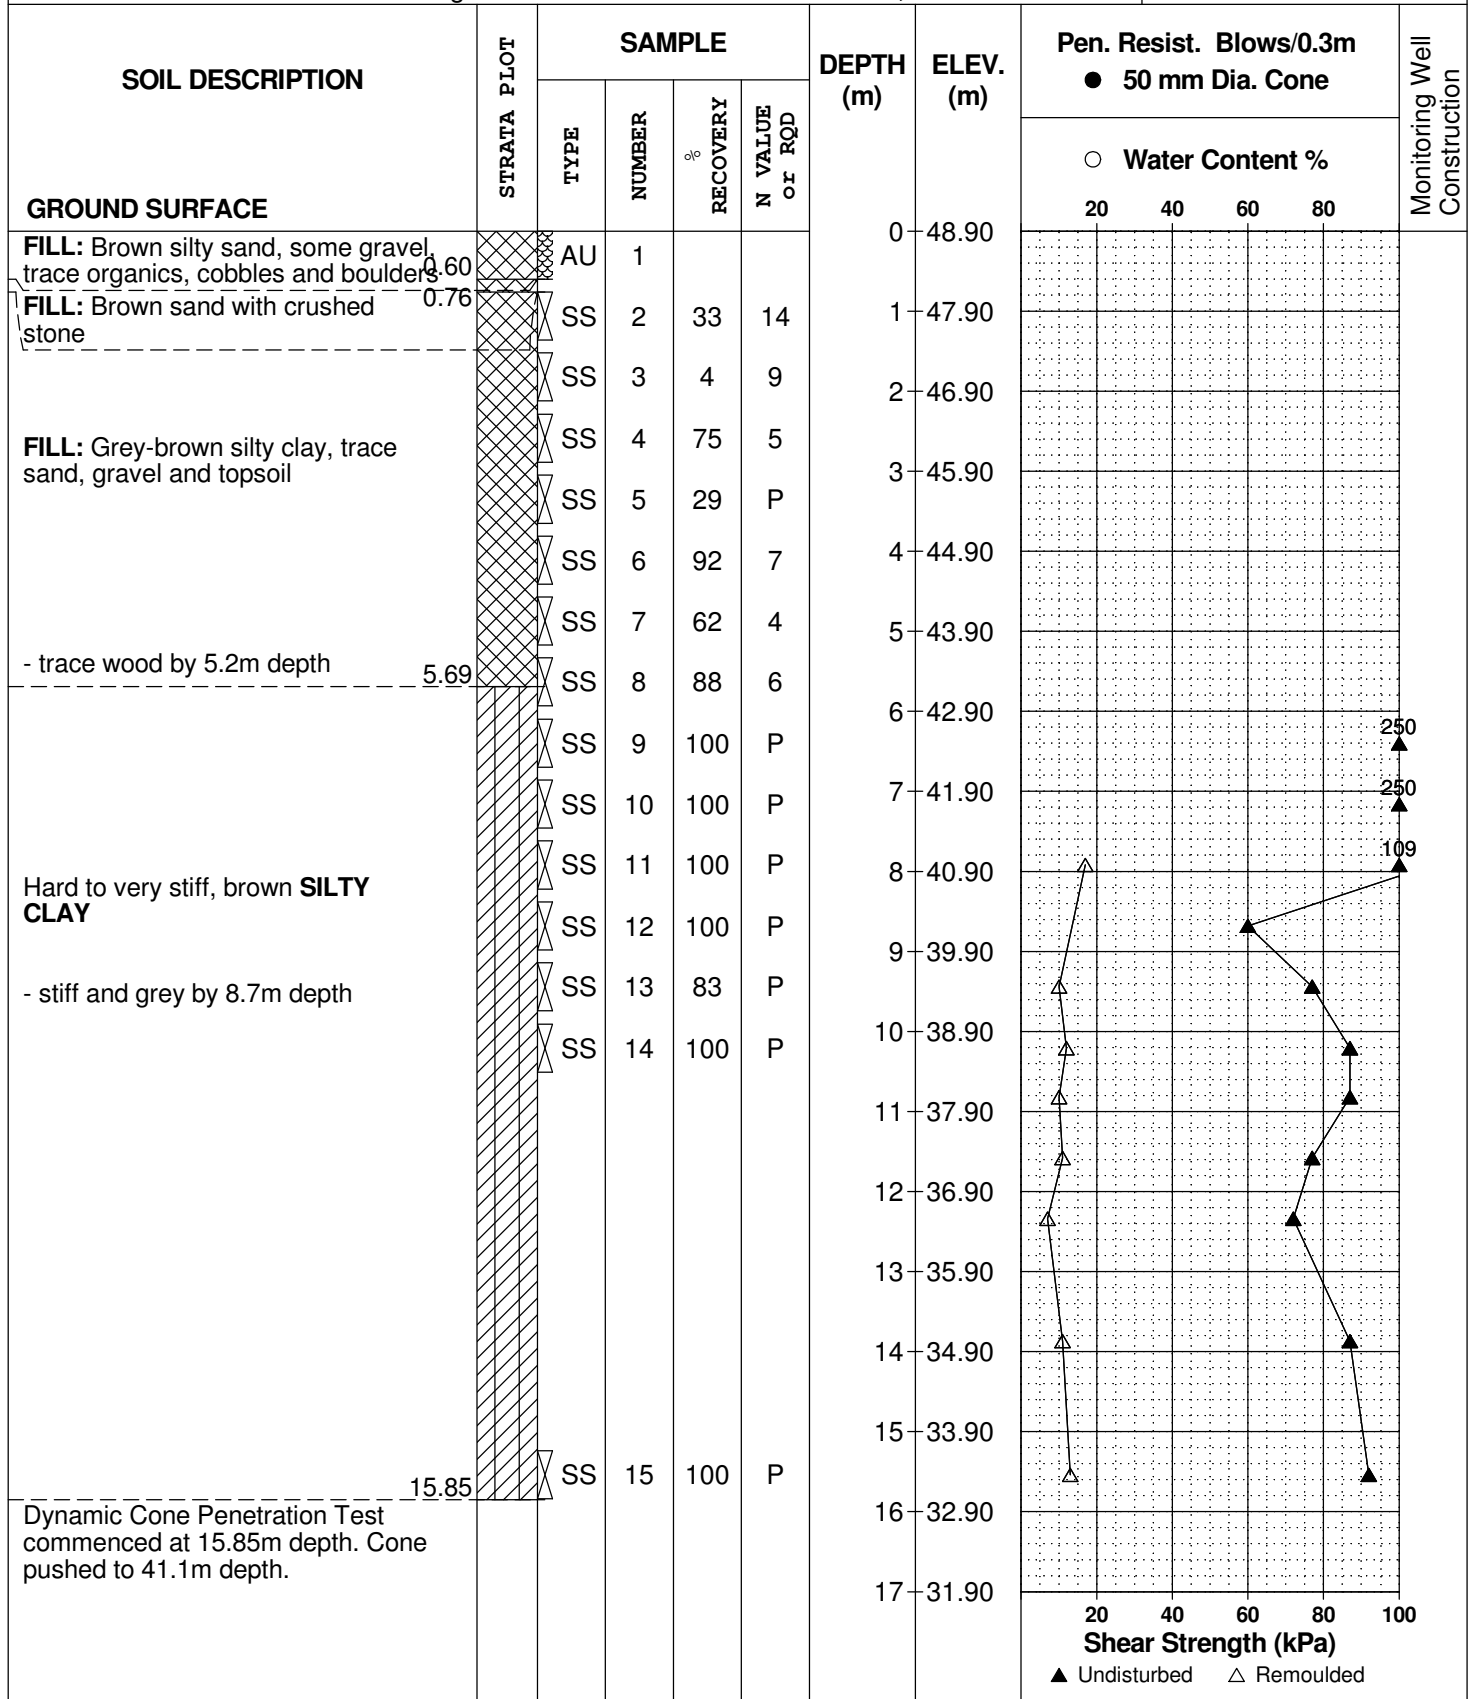 SOIL DESCRIPTION
GROUND SURFACE
STRATA PLOT
SAMPLE
TYPE
NUMBER
% RECOVERY
N VALUE or RQD
DEPTH (m)
ELEV. (m)
Pen. Resist. Blows/0.3m
● 50 mm Dia. Cone
○ Water Content %
20 40 60 80
Monitoring Well Construction
0 48.90
FILL: Brown silty sand, some gravel,
trace organics, cobbles and boulders 0.60
AU 1
0.76
FILL: Brown sand with crushed
stone
SS 2 33 14
1 47.90
SS 3 4 9
2 46.90
FILL: Grey-brown silty clay, trace
sand, gravel and topsoil
SS 4 75 5
3 45.90
SS 5 29 P
4 44.90
SS 6 92 7
SS 7 62 4
5 43.90
- trace wood by 5.2m depth
5.69
SS 8 88 6
6 42.90
250
SS 9 100 P
7 41.90
250
SS 10 100 P
109
SS 11 100 P
8 40.90
Hard to very stiff, brown SILTY
CLAY
SS 12 100 P
9 39.90
- stiff and grey by 8.7m depth
SS 13 83 P
10 38.90
SS 14 100 P
11 37.90
12 36.90
13 35.90
14 34.90
15 33.90
SS 15 100 P
15.85
16 32.90
Dynamic Cone Penetration Test
commenced at 15.85m depth. Cone
pushed to 41.1m depth.
17 31.90
20 40 60 80 100
Shear Strength (kPa)
▲ Undisturbed △ Remoulded